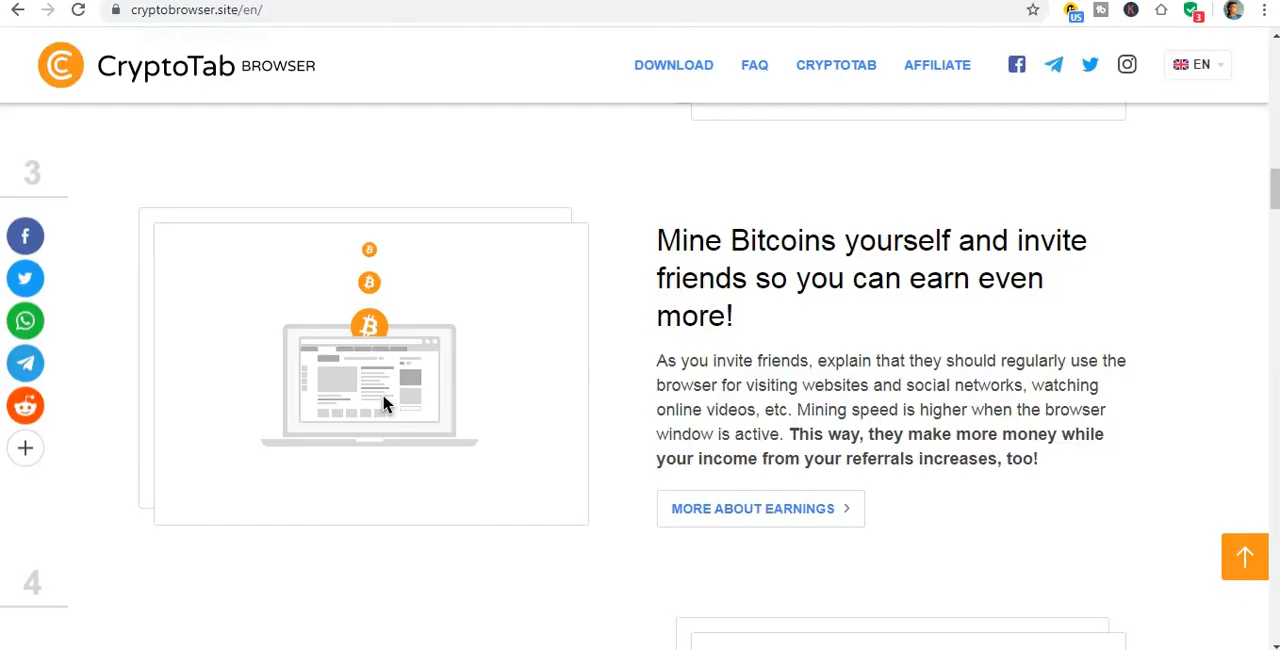 cryptobrowser.site/en/
US
3
CryptoTab BROWSER
DOWNLOAD
FAQ
CRYPTOTAB
AFFILIATE
EN
3
Mine Bitcoins yourself and invite
friends so you can earn even
more!
As you invite friends, explain that they should regularly use the
browser for visiting websites and social networks, watching
online videos, etc. Mining speed is higher when the browser
window is active. This way, they make more money while
your income from your referrals increases, too!
MORE ABOUT EARNINGS
4